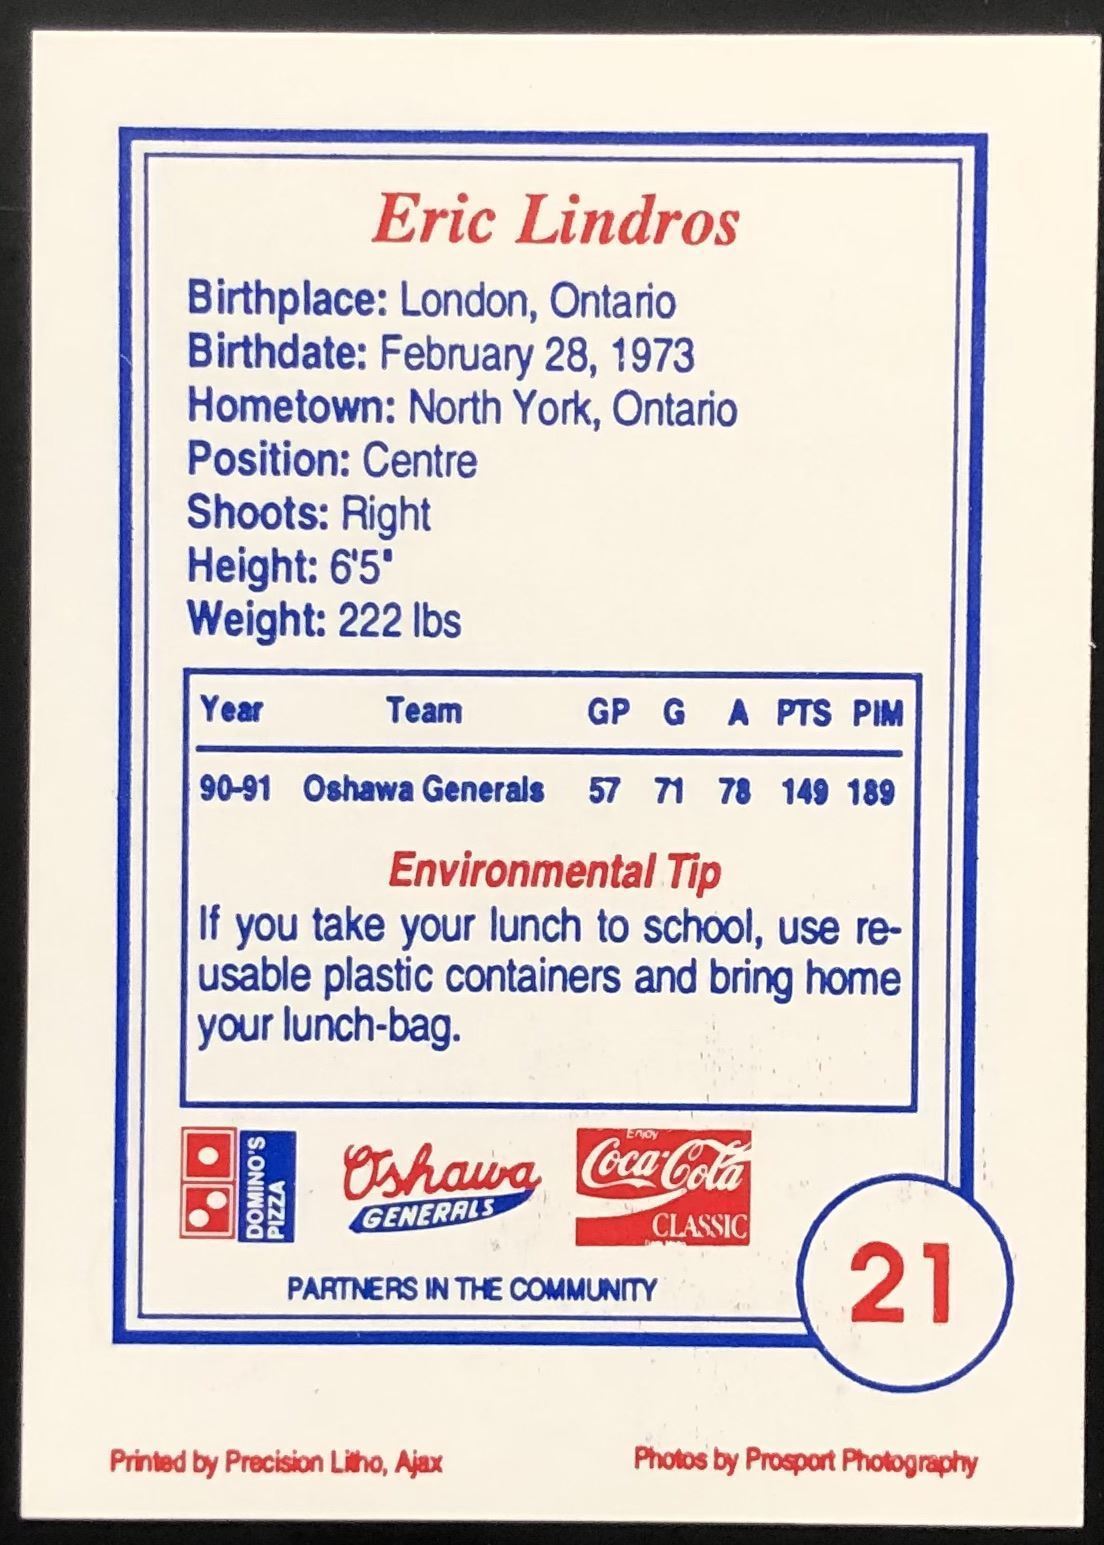 Eric Lindros
Birthplace: London, Ontario
Birthdate: February 28, 1973
Hometown: North York, Ontario
Position: Centre
Shoots: Right
Height: 6'5"
Weight: 222 lbs
Year Team GP G A PTS PIM
90-91 Oshawa Generals 57 71 78 149 189
Environmental Tip
If you take your lunch to school, use re-
usable plastic containers and bring home
your lunch-bag.
DOMINO'S
PIZZA
Oshawa
GENERALS
Enjoy
Coca-Cola
CLASSIC
PARTNERS IN THE COMMUNITY
21
Printed by Precision Litho, Ajax
Photos by Prosport Photography